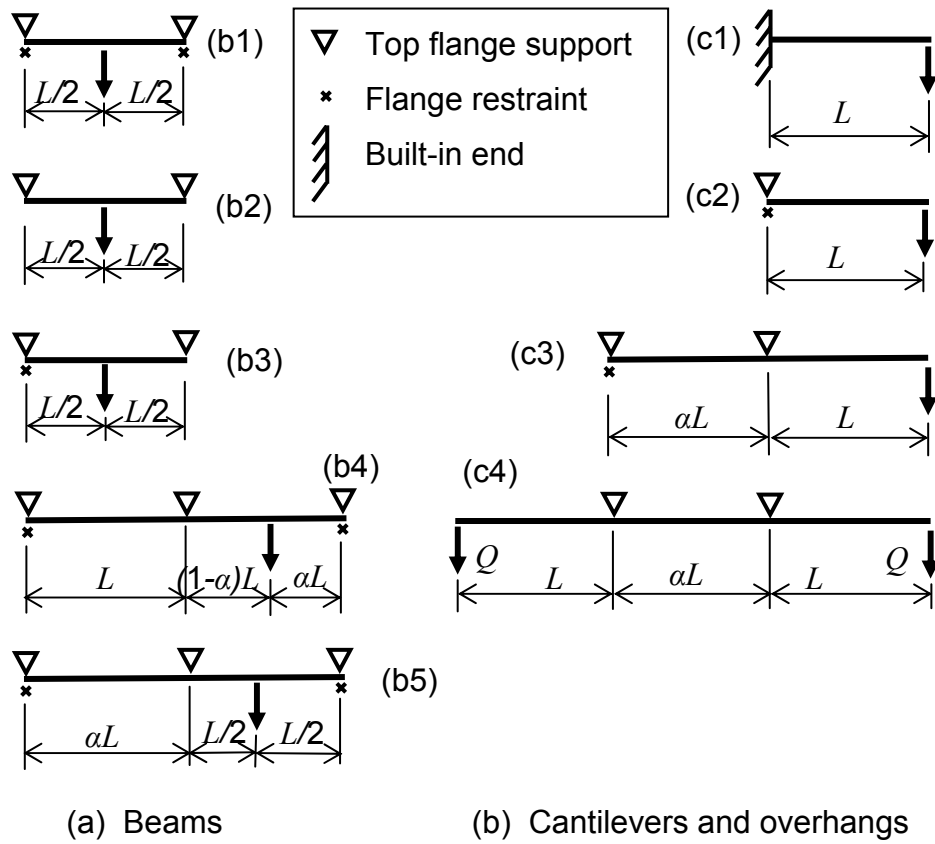 (b1)
L/2 L/2
(b2)
L/2 L/2
(b3)
L/2 L/2
(b4)
L (1-α)L αL
(b5)
αL L/2 L/2
(a) Beams
Top flange support
Flange restraint
Built-in end
(c1)
L
(c2)
L
(c3)
αL L
(c4)
Q Q
L αL L
(b) Cantilevers and overhangs